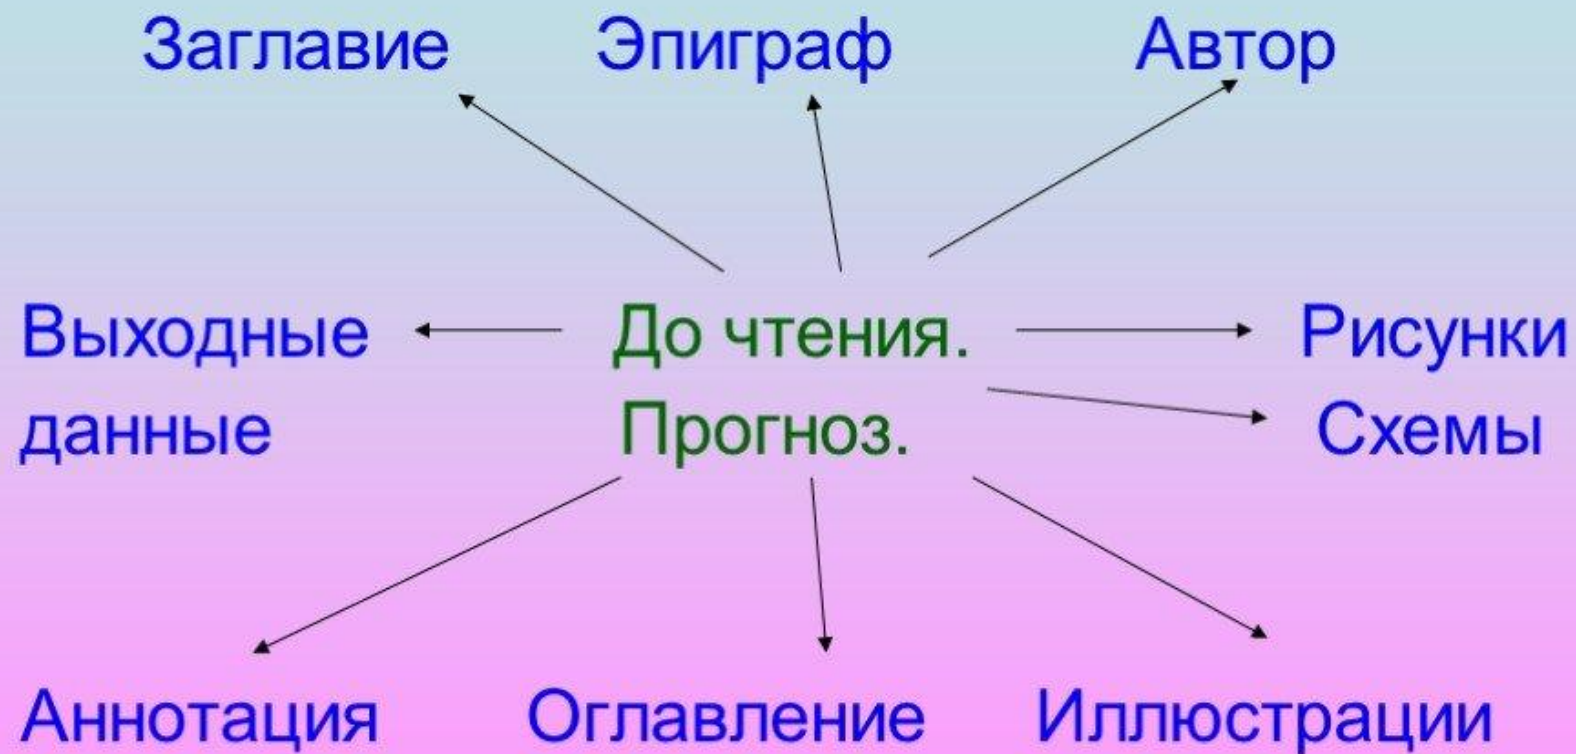 Заглавие Эпиграф Автор
Выходные До чтения. Рисунки
данные Прогноз. Схемы
Аннотация Оглавление Иллюстрации